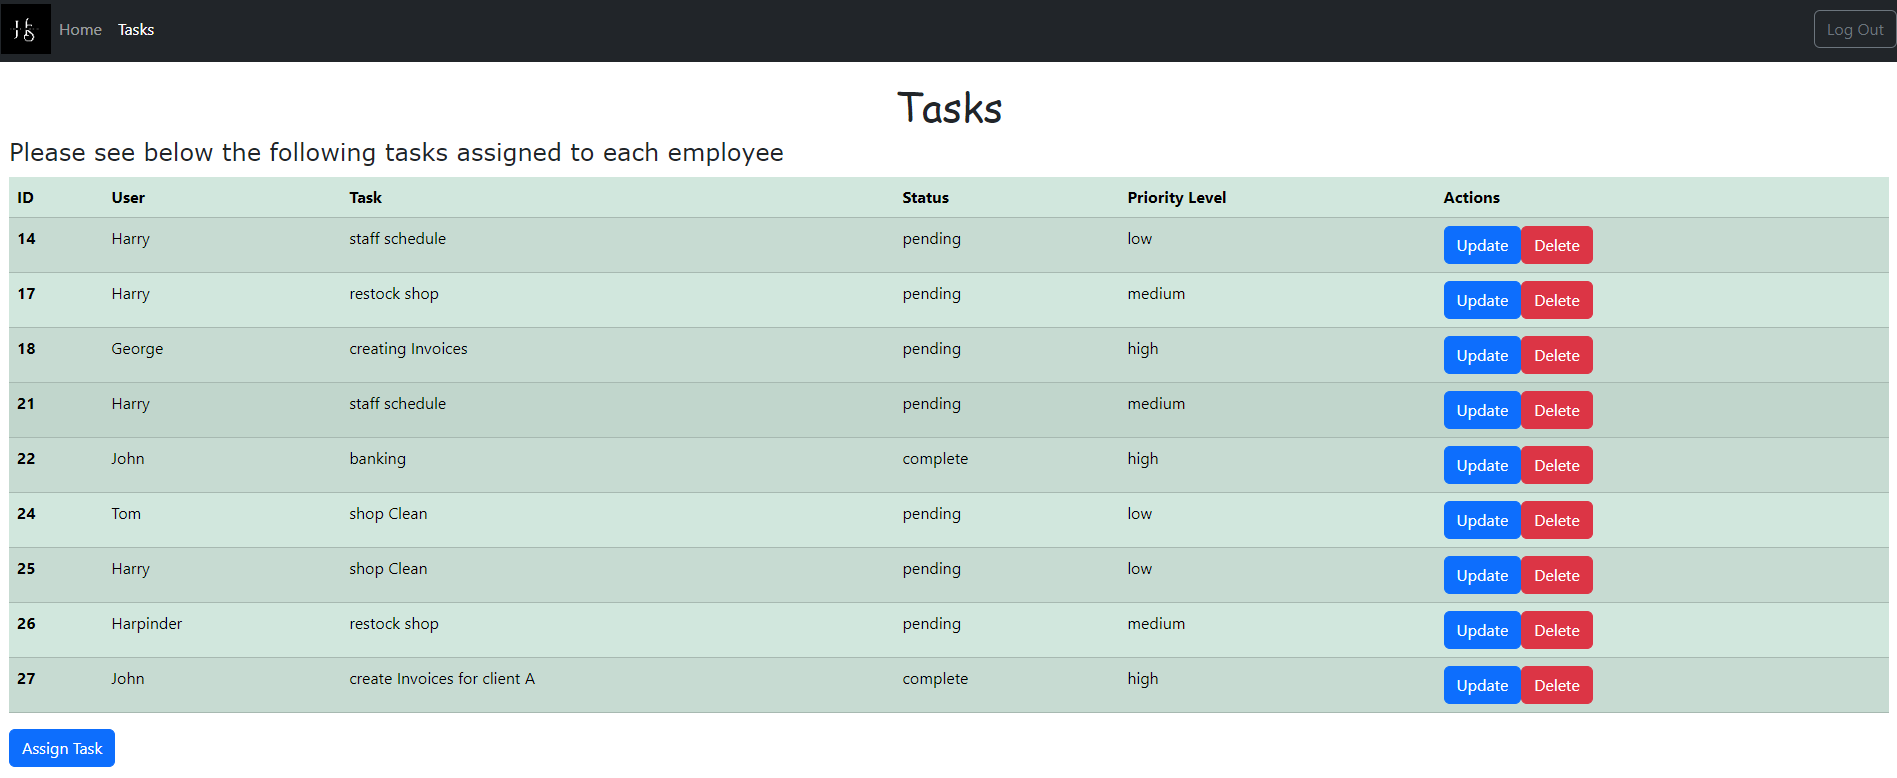 Home Tasks Log Out
Tasks
Please see below the following tasks assigned to each employee
ID User Task Status Priority Level Actions
14 Harry staff schedule pending low Update Delete
17 Harry restock shop pending medium Update Delete
18 George creating Invoices pending high Update Delete
21 Harry staff schedule pending medium Update Delete
22 John banking complete high Update Delete
24 Tom shop Clean pending low Update Delete
25 Harry shop Clean pending low Update Delete
26 Harpinder restock shop pending medium Update Delete
27 John create Invoices for client A complete high Update Delete
Assign Task